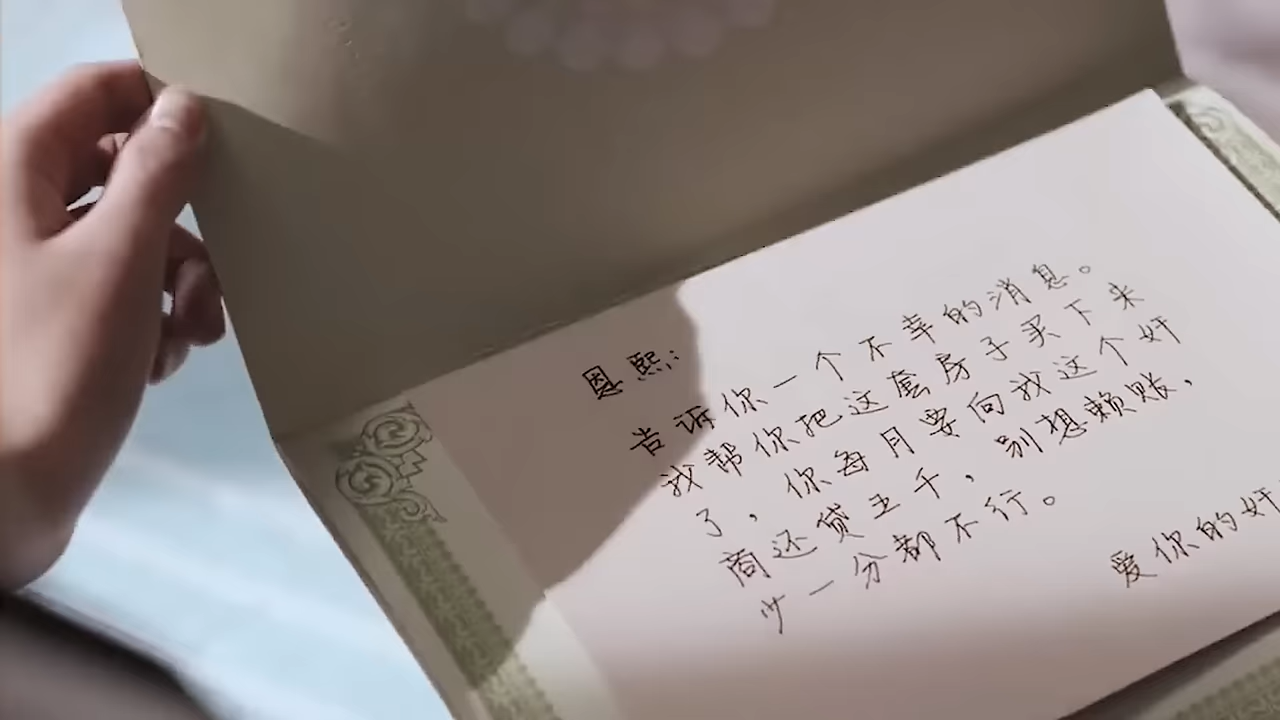 恩熙:
告诉你一个不幸的消息。
我帮你把这套房子买下来
了，你每月要向我这个奸
商还贷五千，别想赖账，
少一分都不行。
爱你的奸